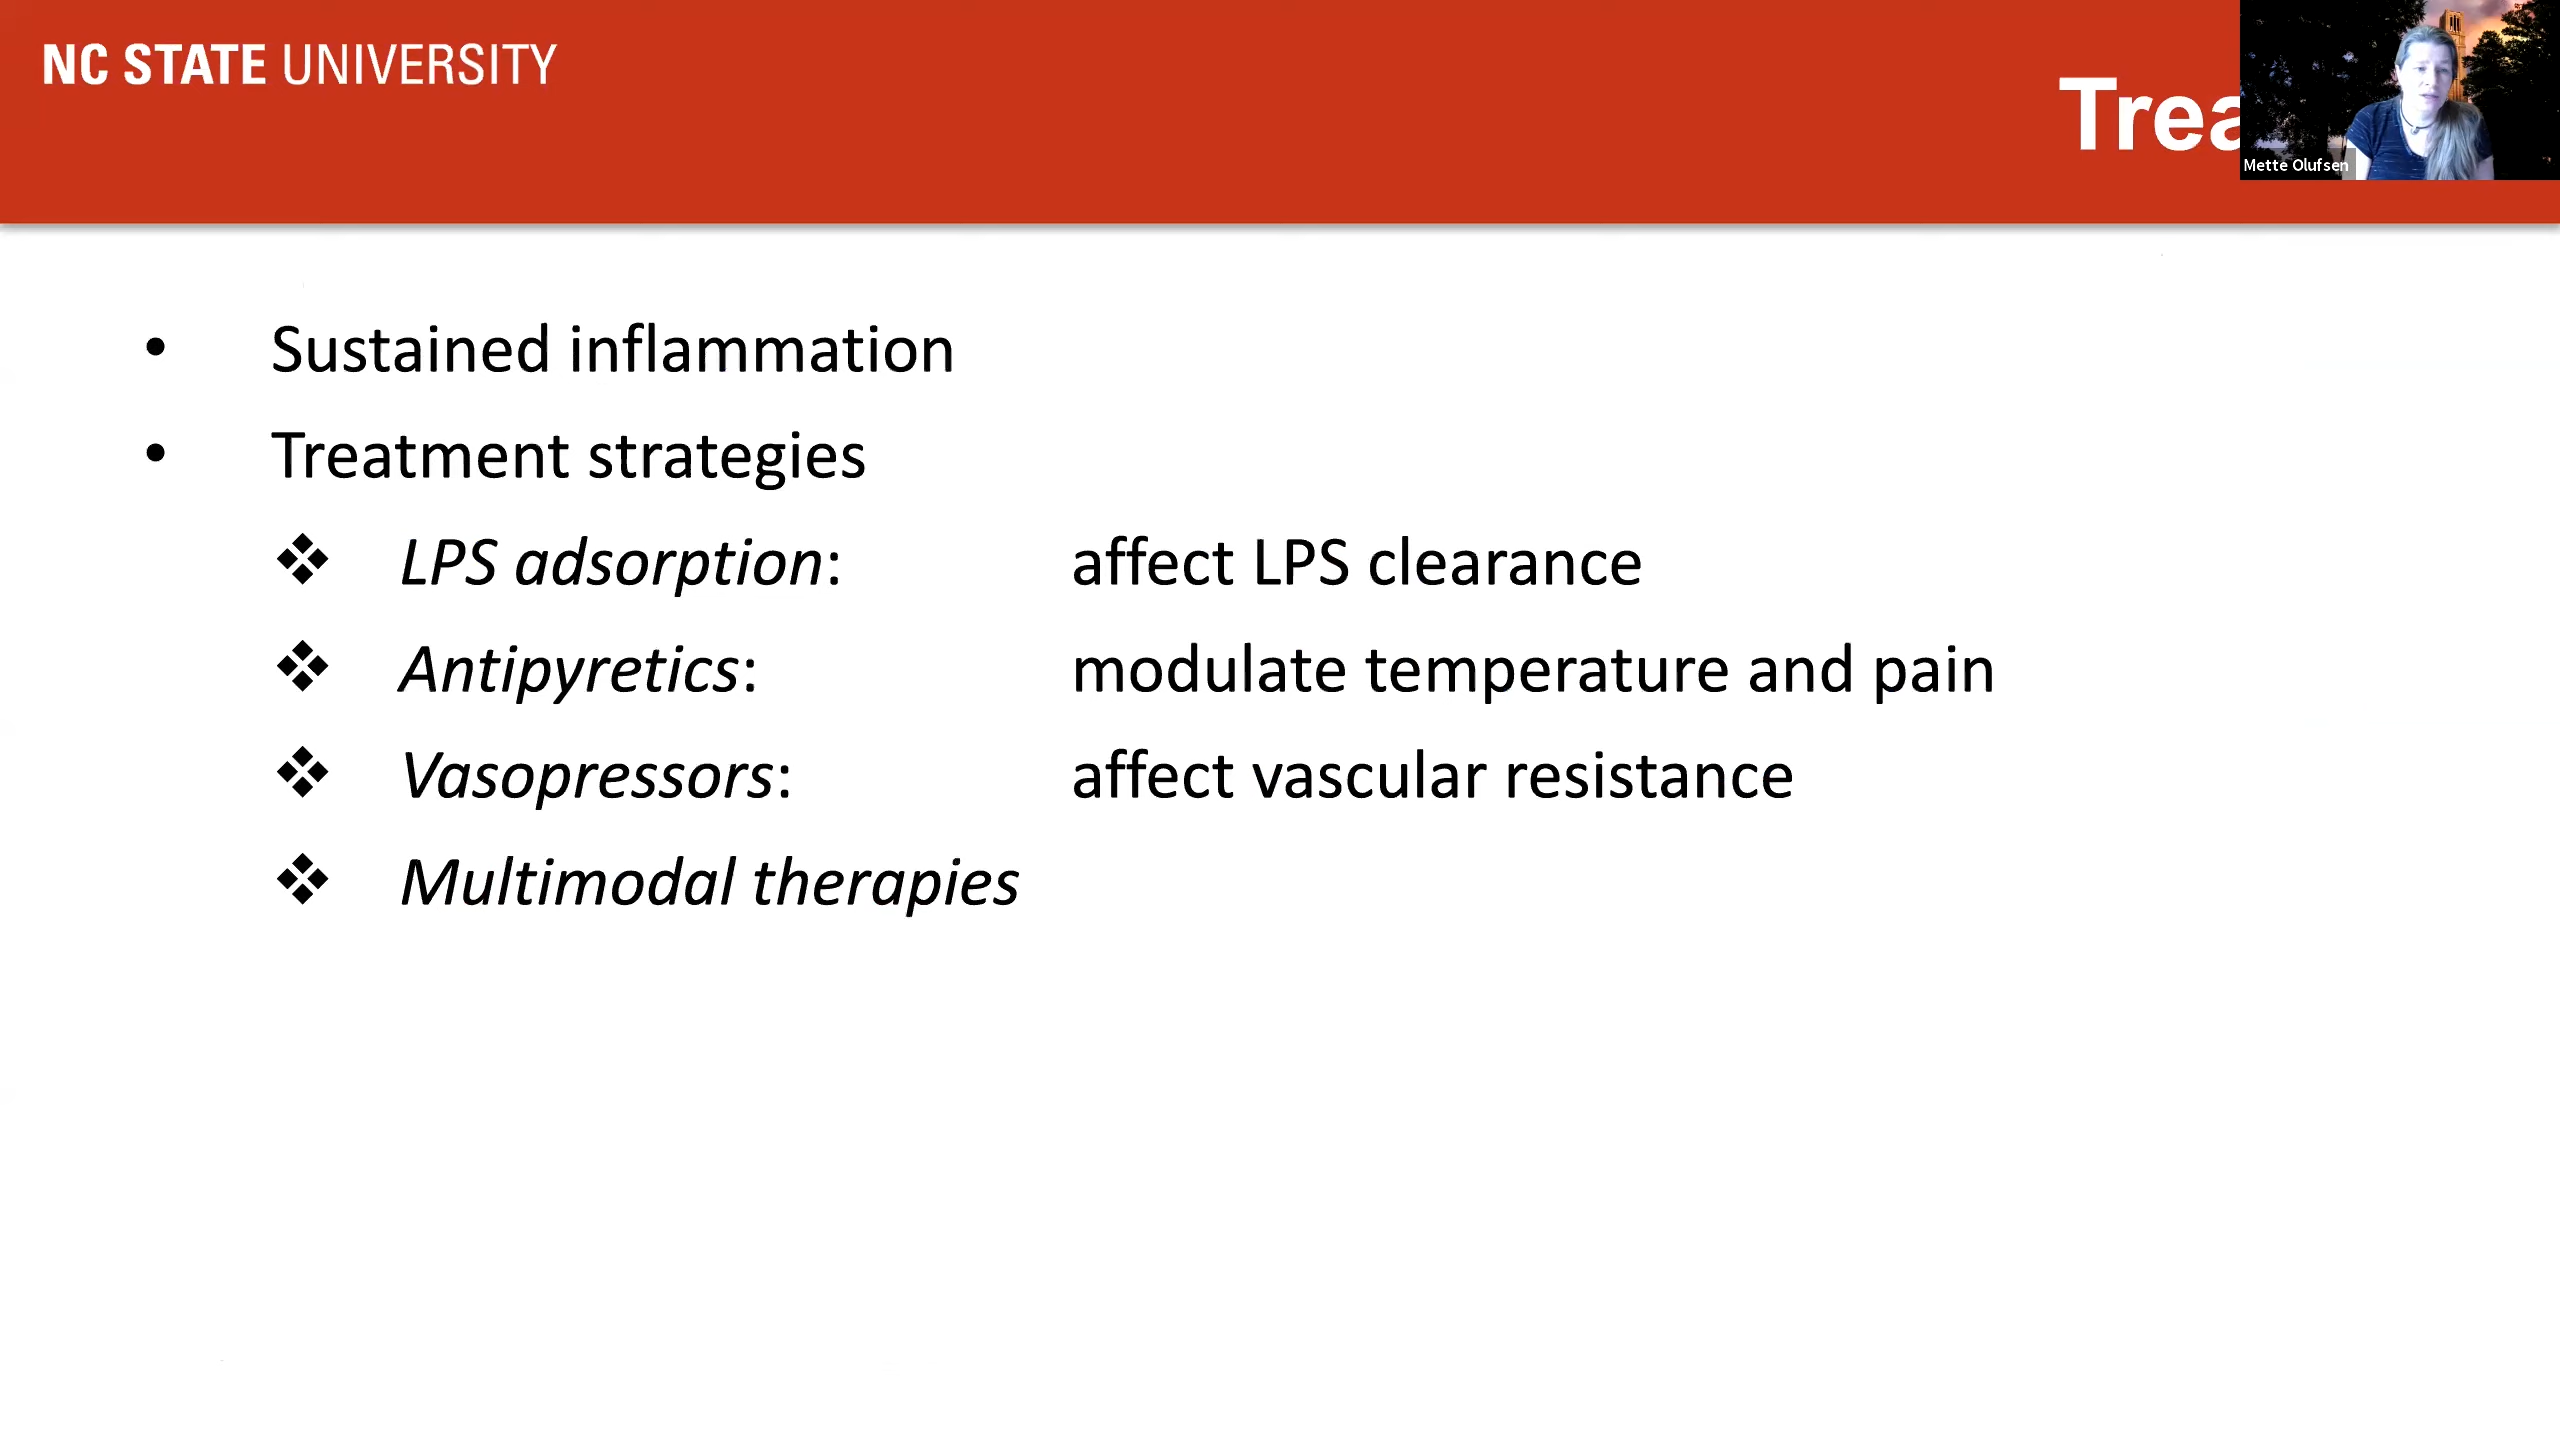 NC STATE UNIVERSITY
Mette Olufsen
• Sustained inflammation
• Treatment strategies
❖ LPS adsorption: affect LPS clearance
❖ Antipyretics: modulate temperature and pain
❖ Vasopressors: affect vascular resistance
❖ Multimodal therapies